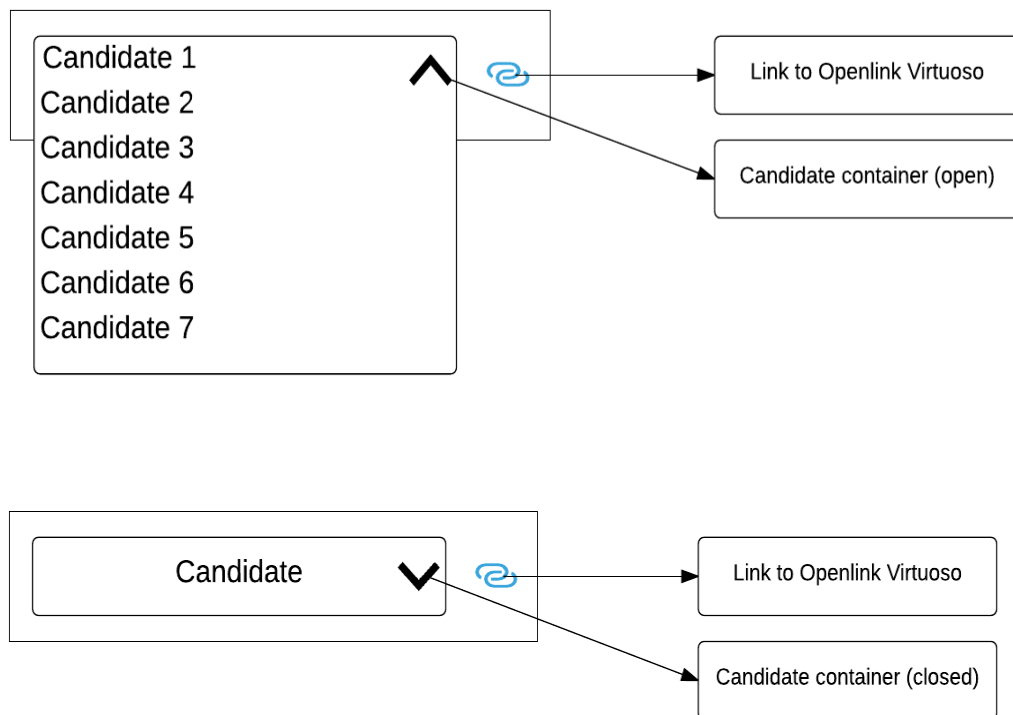 Candidate 1
Candidate 2
Candidate 3
Candidate 4
Candidate 5
Candidate 6
Candidate 7
Link to Openlink Virtuoso
Candidate container (open)
Candidate
Link to Openlink Virtuoso
Candidate container (closed)